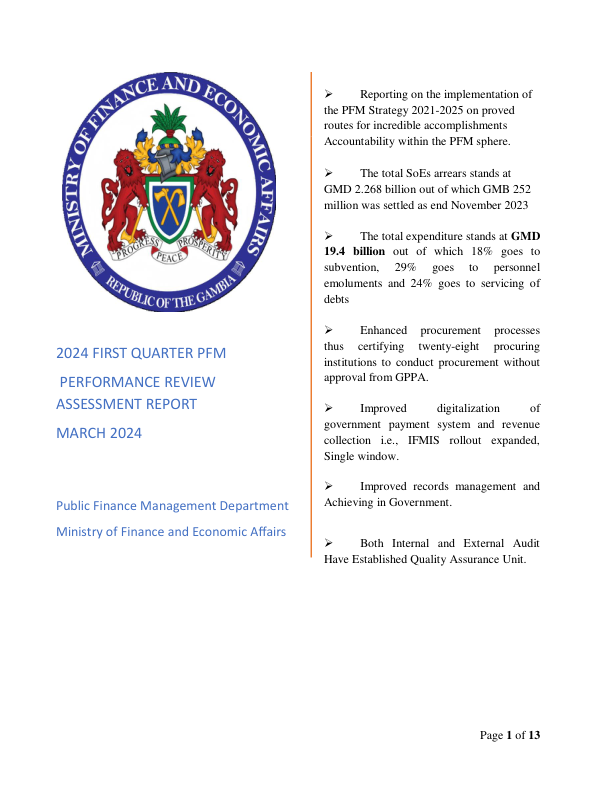 MINISTRY OF FINANCE AND ECONOMIC AFFAIRS
PROGRESS
PEACE
PROSPERITY
REPUBLIC OF THE GAMBIA
2024 FIRST QUARTER PFM
PERFORMANCE REVIEW
ASSESSMENT REPORT
MARCH 2024
Public Finance Management Department
Ministry of Finance and Economic Affairs
➢ Reporting on the implementation of
the PFM Strategy 2021-2025 on proved
routes for incredible accomplishments
Accountability within the PFM sphere.
➢ The total SoEs arrears stands at
GMD 2.268 billion out of which GMB 252
million was settled as end November 2023
➢ The total expenditure stands at GMD
19.4 billion out of which 18% goes to
subvention, 29% goes to personnel
emoluments and 24% goes to servicing of
debts
➢ Enhanced procurement processes
thus certifying twenty-eight procuring
institutions to conduct procurement without
approval from GPPA.
➢ Improved digitalization of
government payment system and revenue
collection i.e., IFMIS rollout expanded,
Single window.
➢ Improved records management and
Achieving in Government.
➢ Both Internal and External Audit
Have Established Quality Assurance Unit.
Page 1 of 13